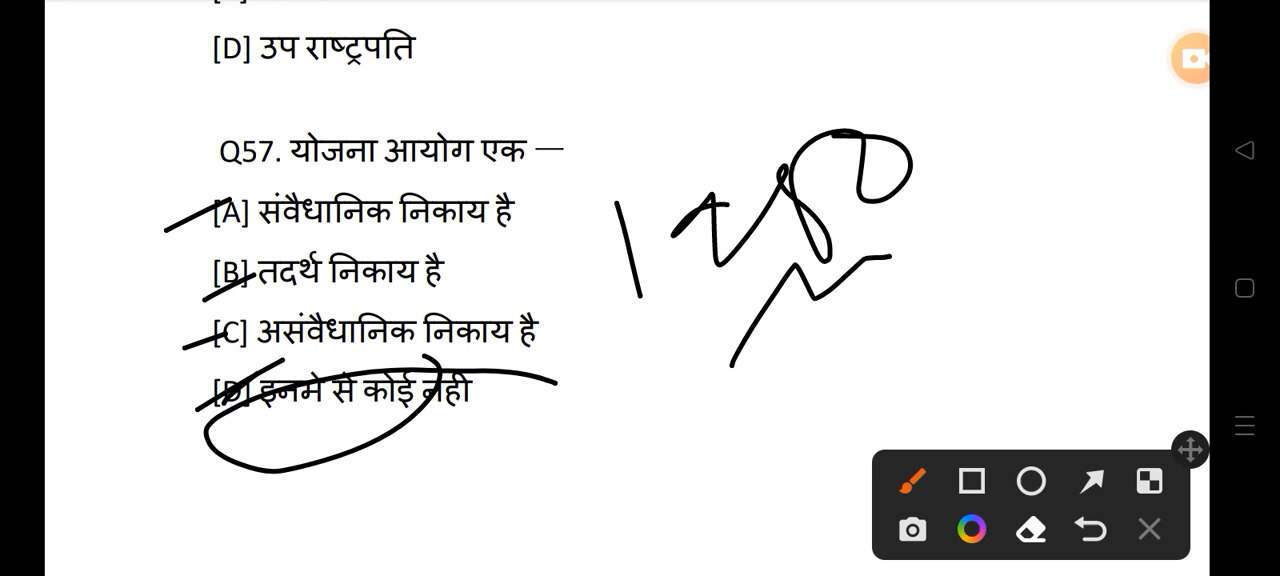 [D] उप राष्ट्रपति
Q57. योजना आयोग एक —
[A] संवैधानिक निकाय है
[B] तदर्थ निकाय है
[C] असंवैधानिक निकाय है
[D] इनमे से कोई नही